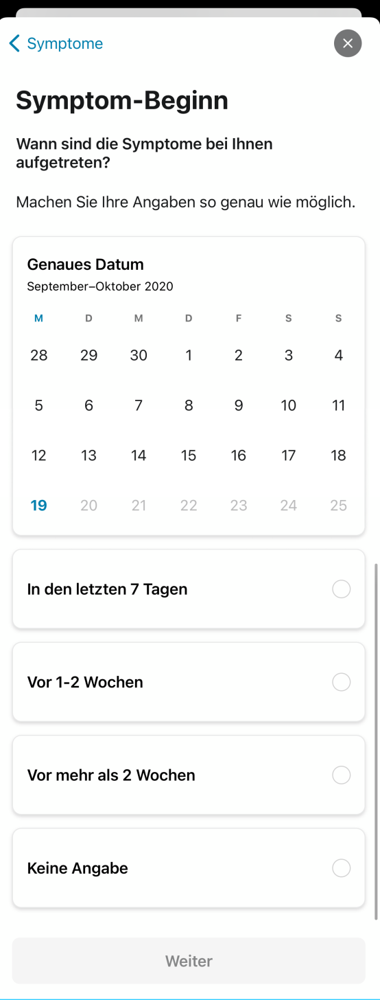 Symptome
Symptom-Beginn
Wann sind die Symptome bei Ihnen
aufgetreten?
Machen Sie Ihre Angaben so genau wie möglich.
Genaues Datum
September–Oktober 2020
M D M D F S S
28 29 30 1 2 3 4
5 6 7 8 9 10 11
12 13 14 15 16 17 18
19 20 21 22 23 24 25
In den letzten 7 Tagen
Vor 1-2 Wochen
Vor mehr als 2 Wochen
Keine Angabe
Weiter